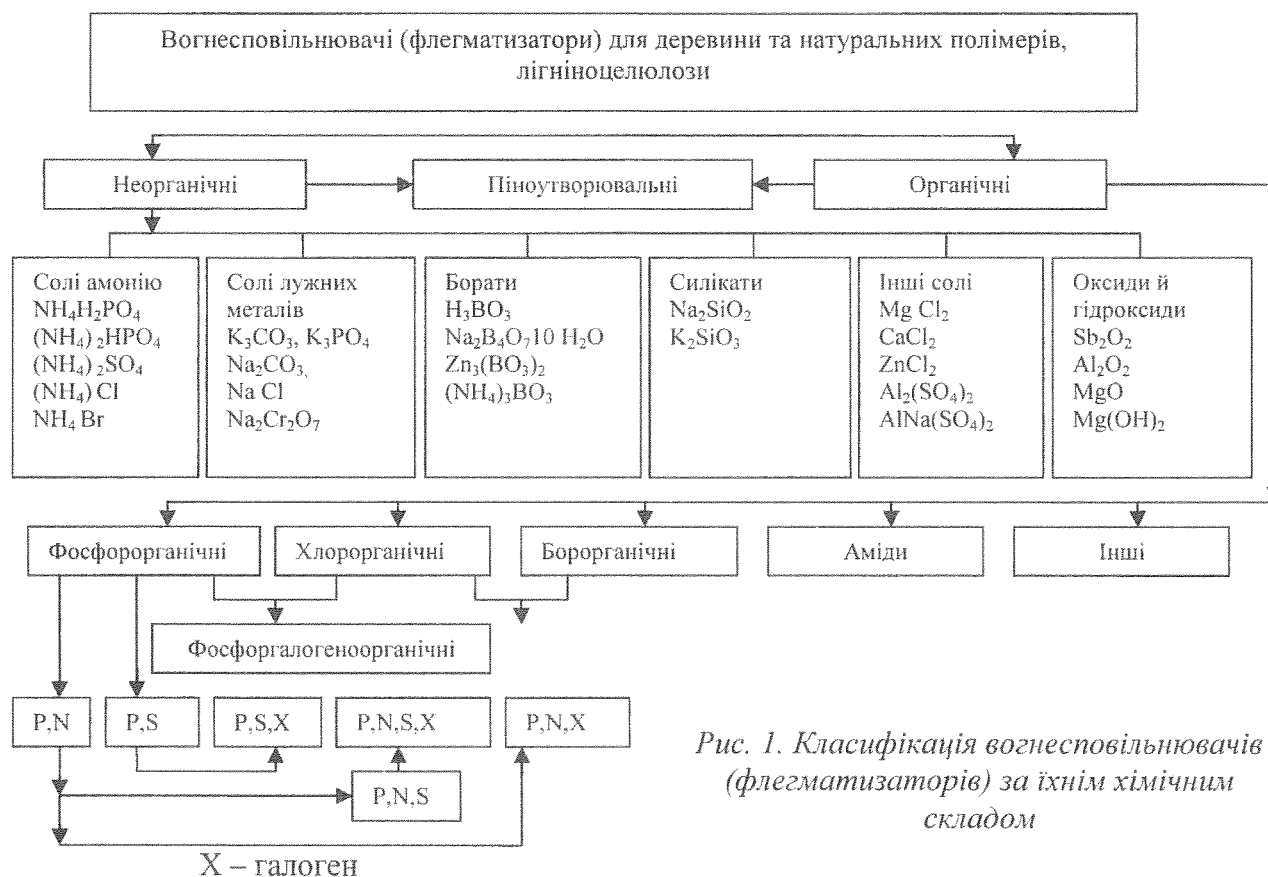 Вогнесповільнювачі (флегматизатори) для деревини та натуральних полімерів,
лігніноцелюлози
Неорганічні
Піноутворювальні
Органічні
Солі амонію
NH₄H₂PO₄
(NH₄) ₂HPO₄
(NH₄) ₂SO₄
(NH₄) Cl
NH₄ Br
Солі лужних
металів
K₃CO₃, K₃PO₄
Na₂CO₃,
Na Cl
Na₂Cr₂O₇
Борати
H₃BO₃
Na₂B₄O₇10 H₂O
Zn₃(BO₃)₂
(NH₄)₃BO₃
Силікати
Na₂SiO₂
K₂SiO₃
Інші солі
Mg Cl₂
CaCl₂
ZnCl₂
Al₂(SO₄)₂
AlNa(SO₄)₂
Оксиди й
гідроксиди
Sb₂O₂
Al₂O₂
MgO
Mg(OH)₂
Фосфорорганічні
Хлорорганічні
Борорганічні
Аміди
Інші
Фосфоргалогеноорганічні
P,N
P,S
P,S,X
P,N,S,X
P,N,X
P,N,S
X – галоген
Рис. 1. Класифікація вогнесповільнювачів
(флегматизаторів) за їхнім хімічним
складом